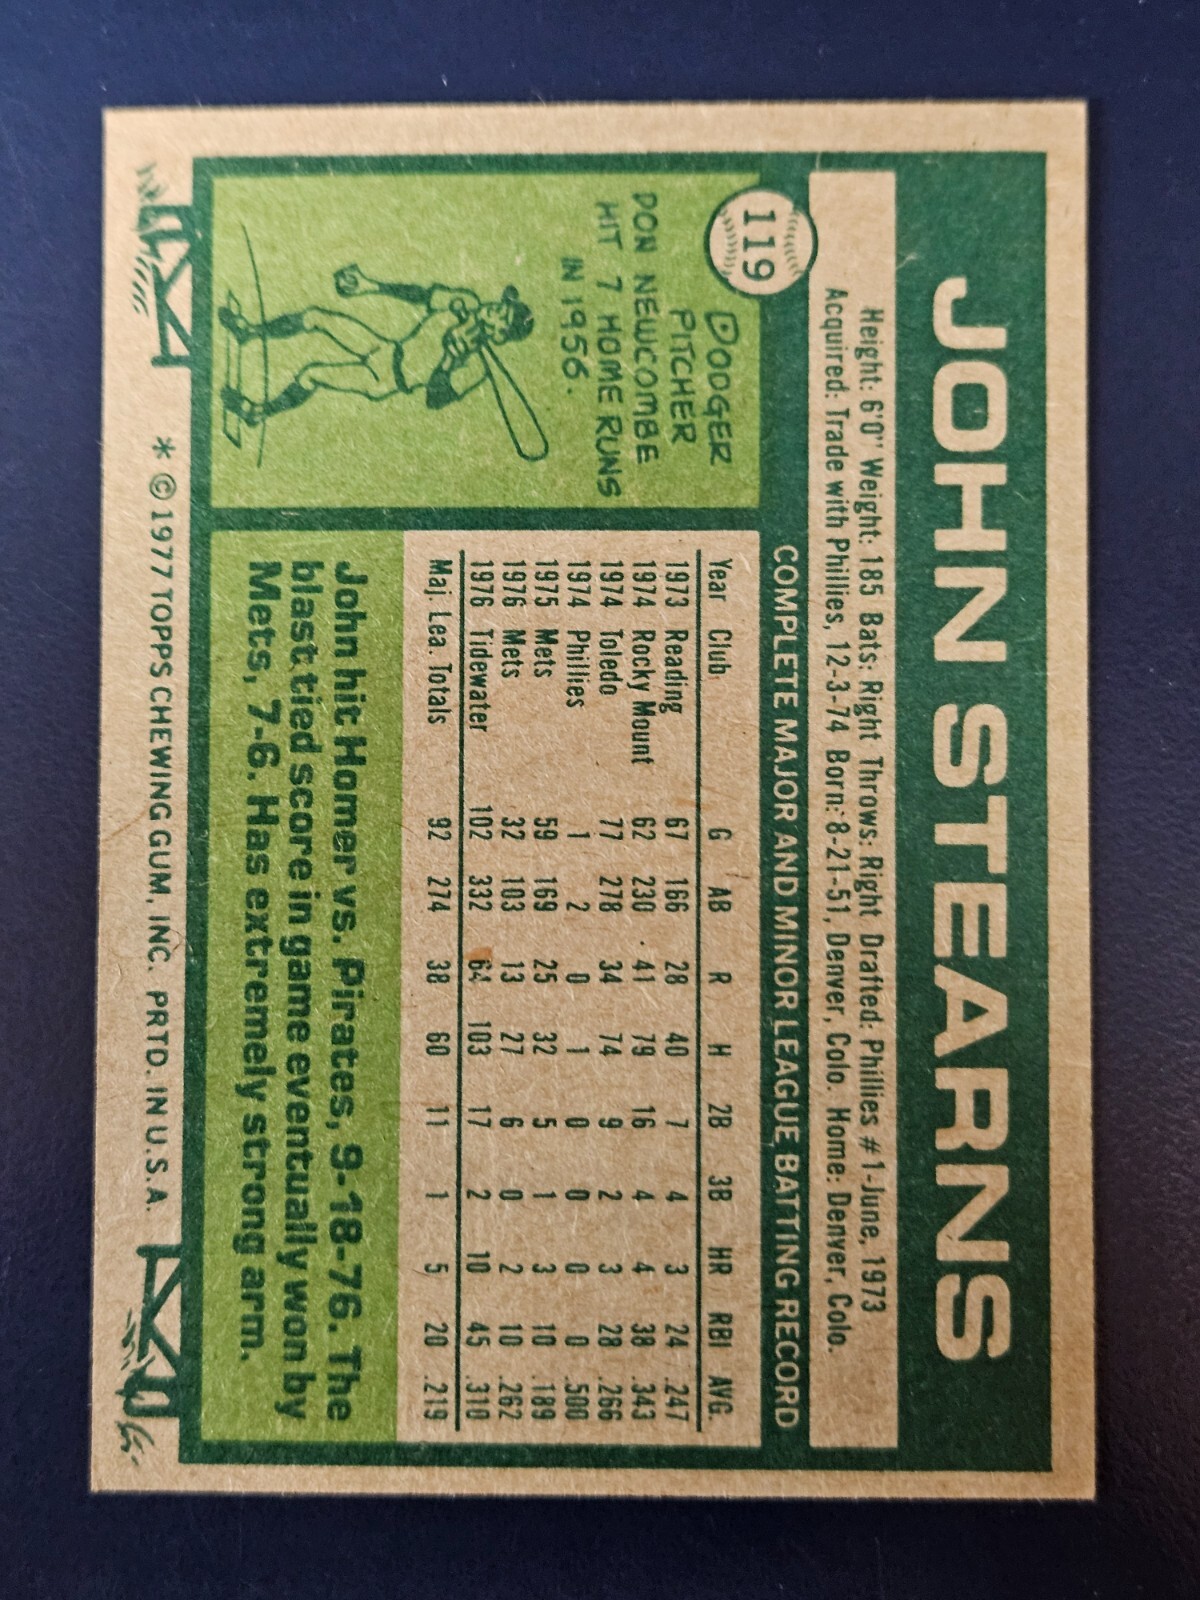 119
JOHN STEARNS
Height: 6'0" Weight: 185 Bats: Right Throws: Right Drafted: Phillies #1-June, 1973
Acquired: Trade with Phillies, 12-3-74 Born: 8-21-51, Denver, Colo. Home: Denver, Colo.
COMPLETE MAJOR AND MINOR LEAGUE BATTING RECORD
DODGER
PITCHER
DON NEWCOMBE
HIT 7 HOME RUNS
IN 1956.
Year Club G AB R H 2B 3B HR RBI AVG.
1973 Reading 67 166 28 40 7 4 3 24 .247
1974 Rocky Mount 62 230 41 79 16 4 4 38 .343
1974 Toledo 77 278 34 74 9 2 3 28 .266
1974 Phillies 1 2 0 1 0 0 0 0 .500
1975 Mets 59 169 25 32 5 1 3 10 .189
1976 Mets 32 103 13 27 6 0 2 10 .262
1976 Tidewater 102 332 64 103 17 2 10 45 .310
Maj. Lea. Totals 92 274 38 60 11 1 5 20 .219
John hit Homer vs. Pirates, 9-18-76. The
blast tied score in game eventually won by
Mets, 7-6. Has extremely strong arm.
* ©1977 TOPPS CHEWING GUM, INC. PRTD. IN U.S.A.